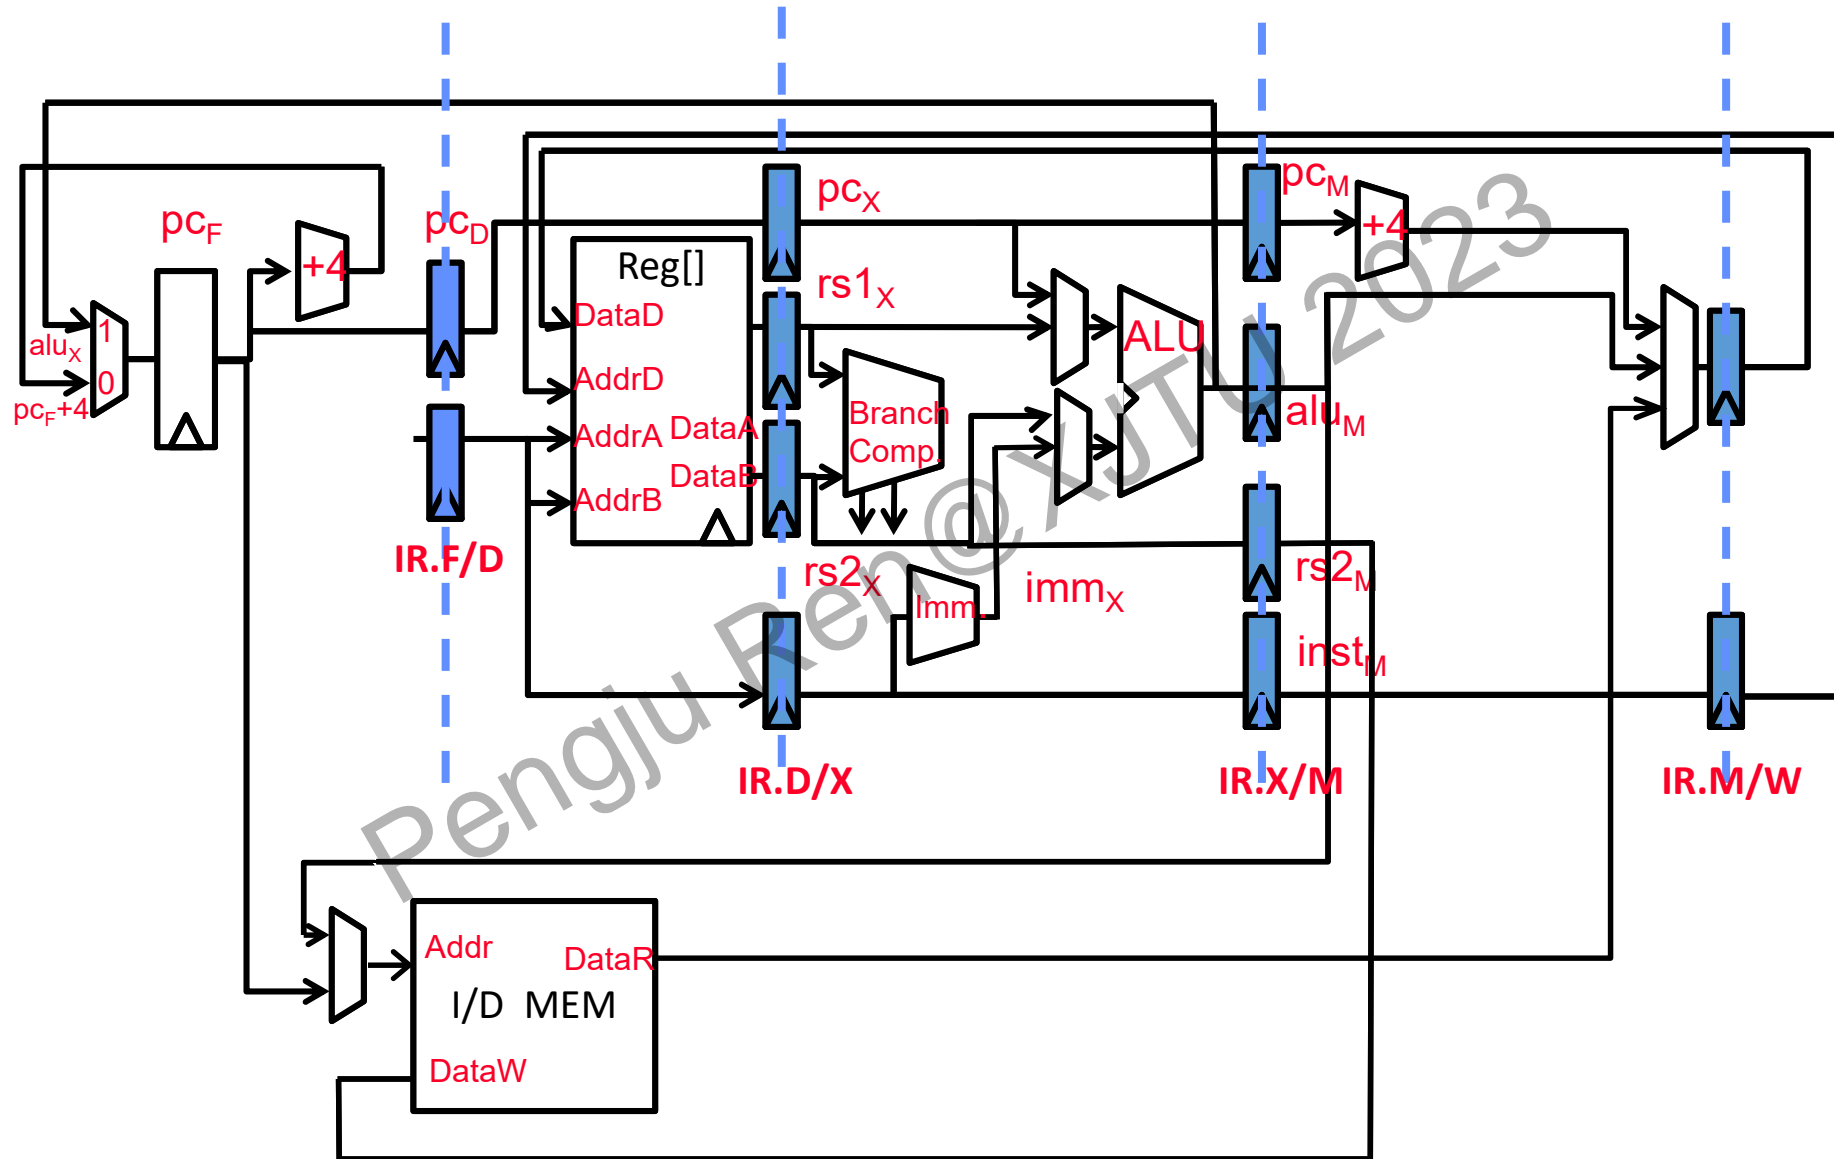 pcF
+4
1
aluX
0
pcF+4
pcD
IR.F/D
Reg[]
DataD
AddrD
AddrA
DataA
DataB
AddrB
pcX
rs1X
Branch
Comp.
rs2X
Imm.
immX
ALU
IR.D/X
pcM
+4
aluM
rs2M
instM
IR.X/M
IR.M/W
Addr
DataR
I/D MEM
DataW
Pengju Ren@XJTU 2023